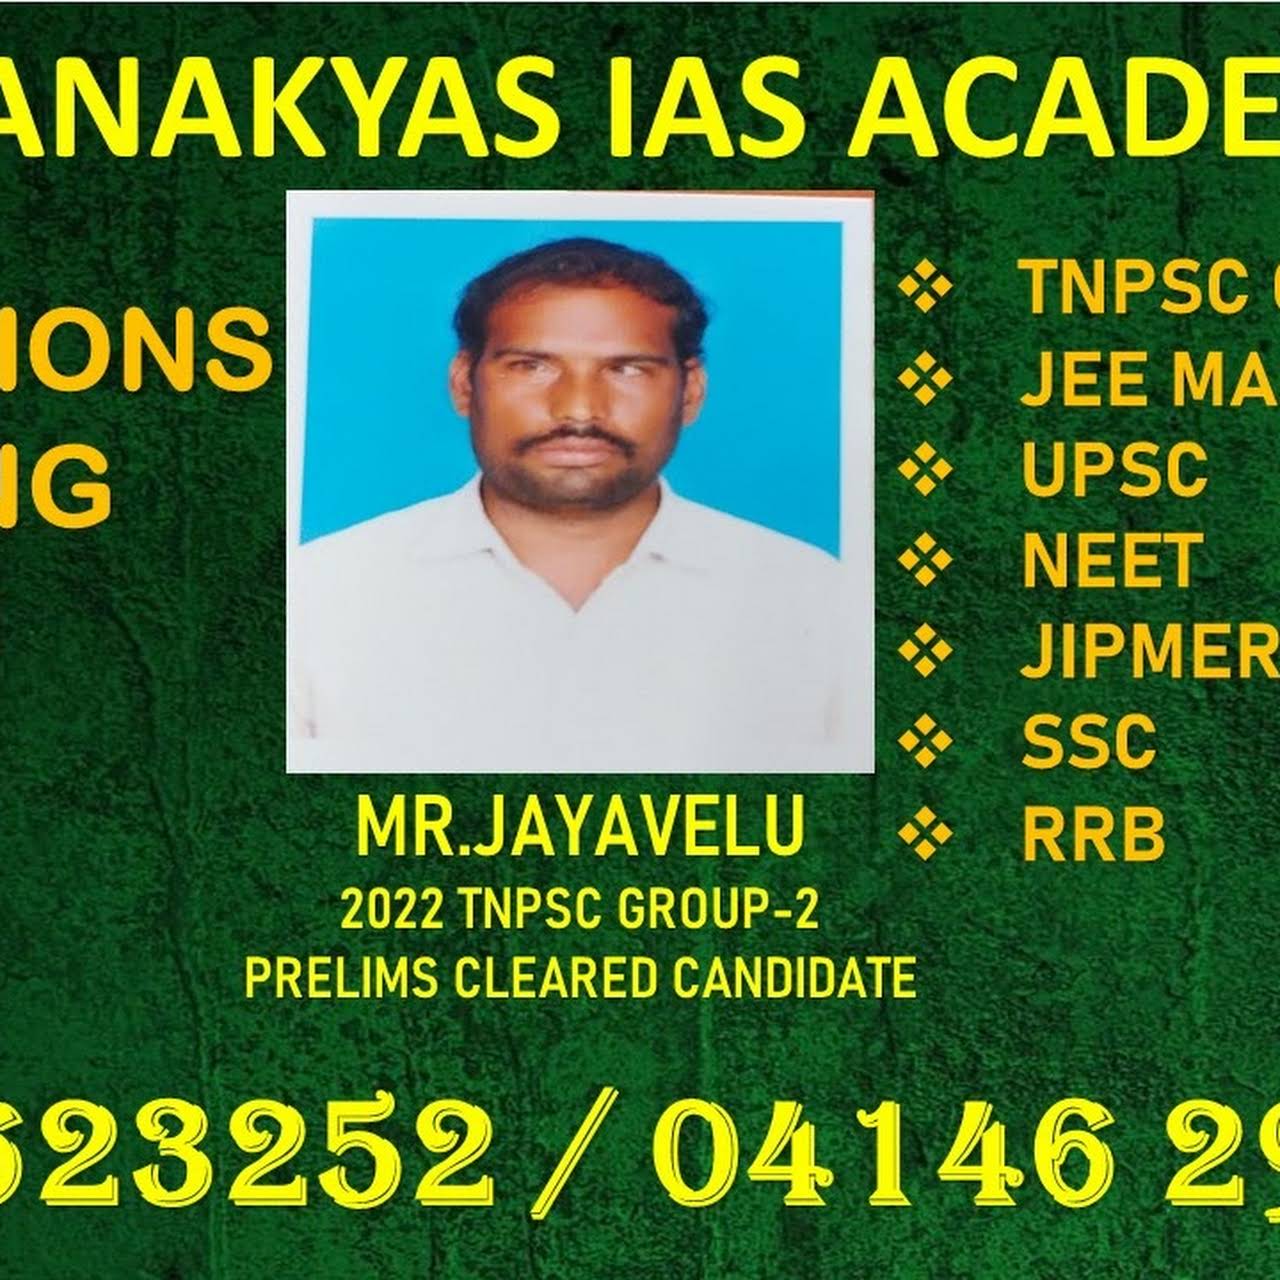 ANAKYAS IAS ACADE
IONS
NG
TNPSC
JEE MA
UPSC
NEET
JIPMER
SSC
RRB
MR.JAYAVELU
2022 TNPSC GROUP-2
PRELIMS CLEARED CANDIDATE
623252 / 04146 29